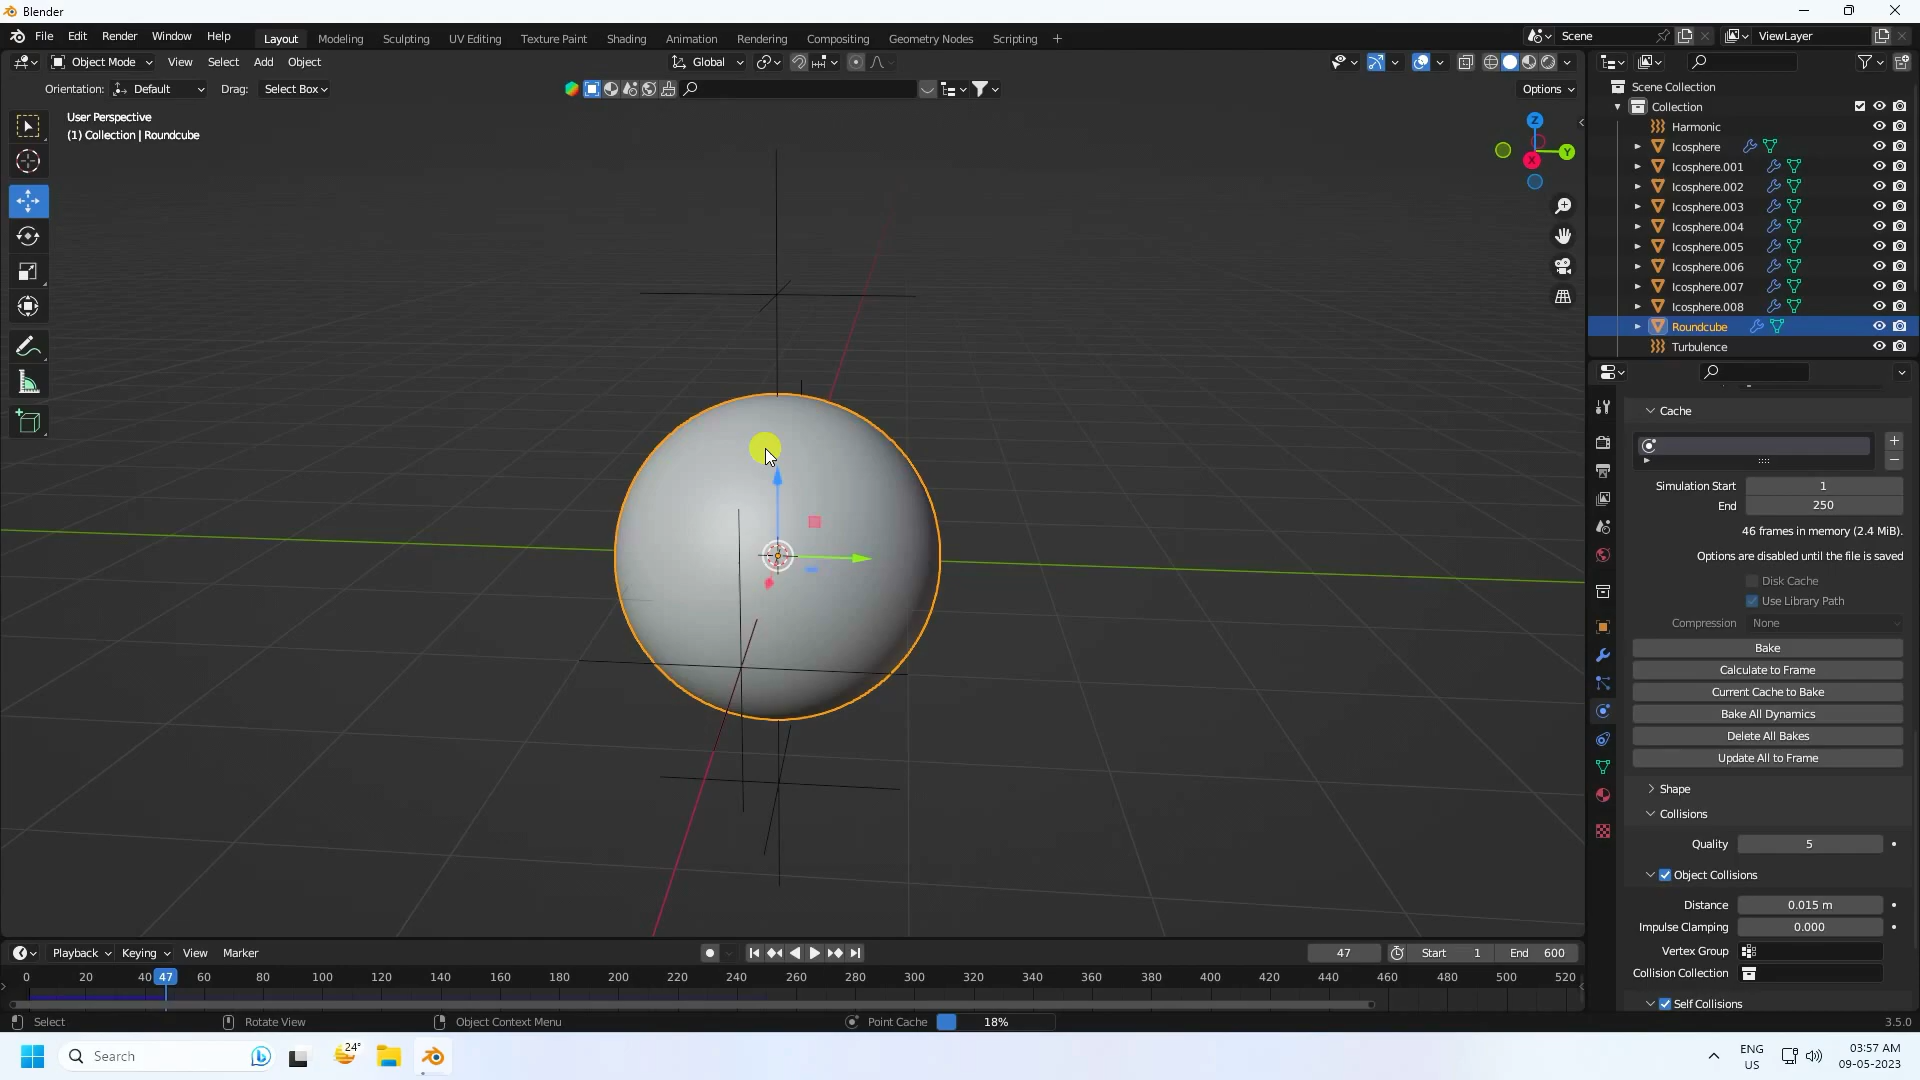 Blender
File Edit Render Window Help
Layout Modeling Sculpting UV Editing Texture Paint Shading Animation Rendering Compositing Geometry Nodes Scripting +
Scene ViewLayer
Object Mode View Select Add Object
Global
Orientation: Default Drag: Select Box
Options
User Perspective
(1) Collection | Roundcube
Z
Y
X
Scene Collection
Collection
Harmonic
Icosphere
Icosphere.001
Icosphere.002
Icosphere.003
Icosphere.004
Icosphere.005
Icosphere.006
Icosphere.007
Icosphere.008
Roundcube
Turbulence
Cache
Simulation Start 1
End 250
46 frames in memory (2.4 MiB).
Options are disabled until the file is saved
Disk Cache
Use Library Path
Compression None
Bake
Calculate to Frame
Current Cache to Bake
Bake All Dynamics
Delete All Bakes
Update All to Frame
Shape
Collisions
Quality 5
Object Collisions
Distance 0.015 m
Impulse Clamping 0.000
Vertex Group
Collision Collection
Self Collisions
Playback Keying View Marker
47 Start 1 End 600
0 20 40 47 60 80 100 120 140 160 180 200 220 240 260 280 300 320 340 360 380 400 420 440 460 480 500 520
Select Rotate View Object Context Menu
Point Cache 18%
3.5.0
Search
24°
ENG
US
03:57 AM
09-05-2023